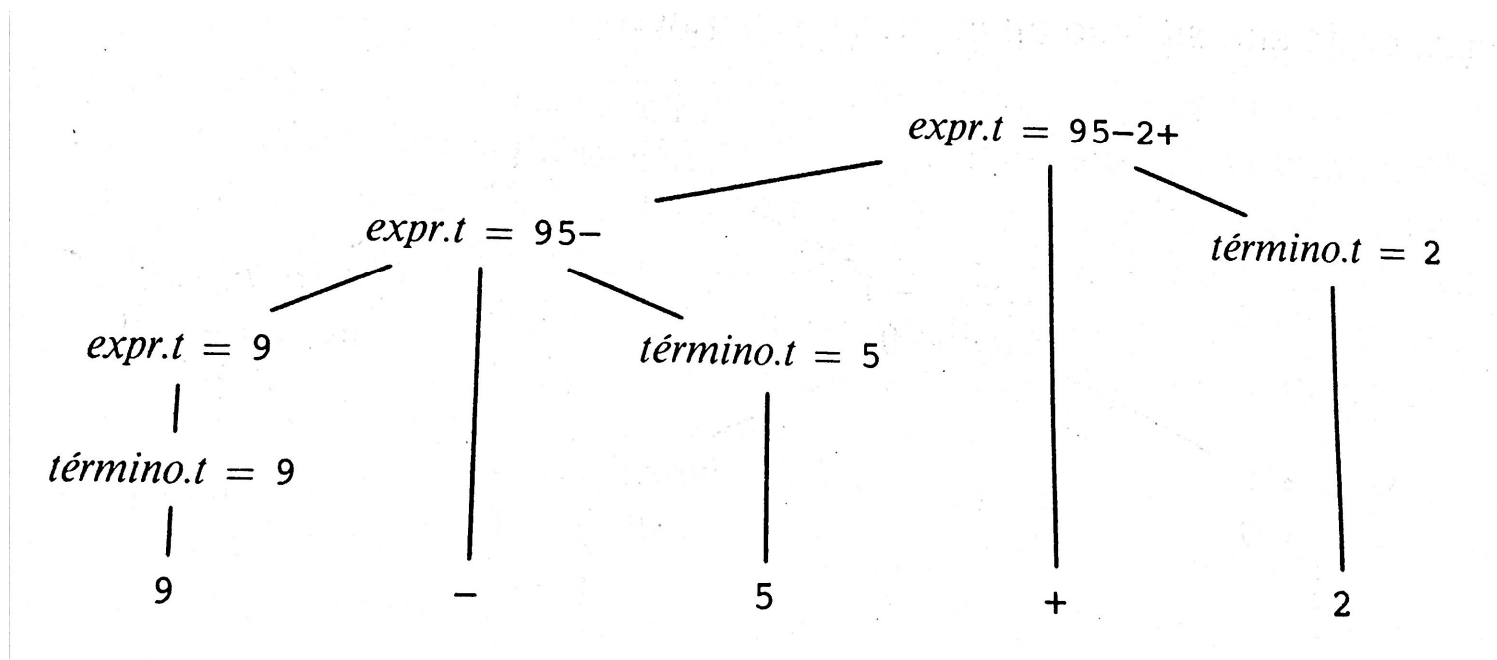 expr.t = 95−2+
expr.t = 95−
término.t = 2
expr.t = 9
término.t = 5
término.t = 9
9 − 5 + 2